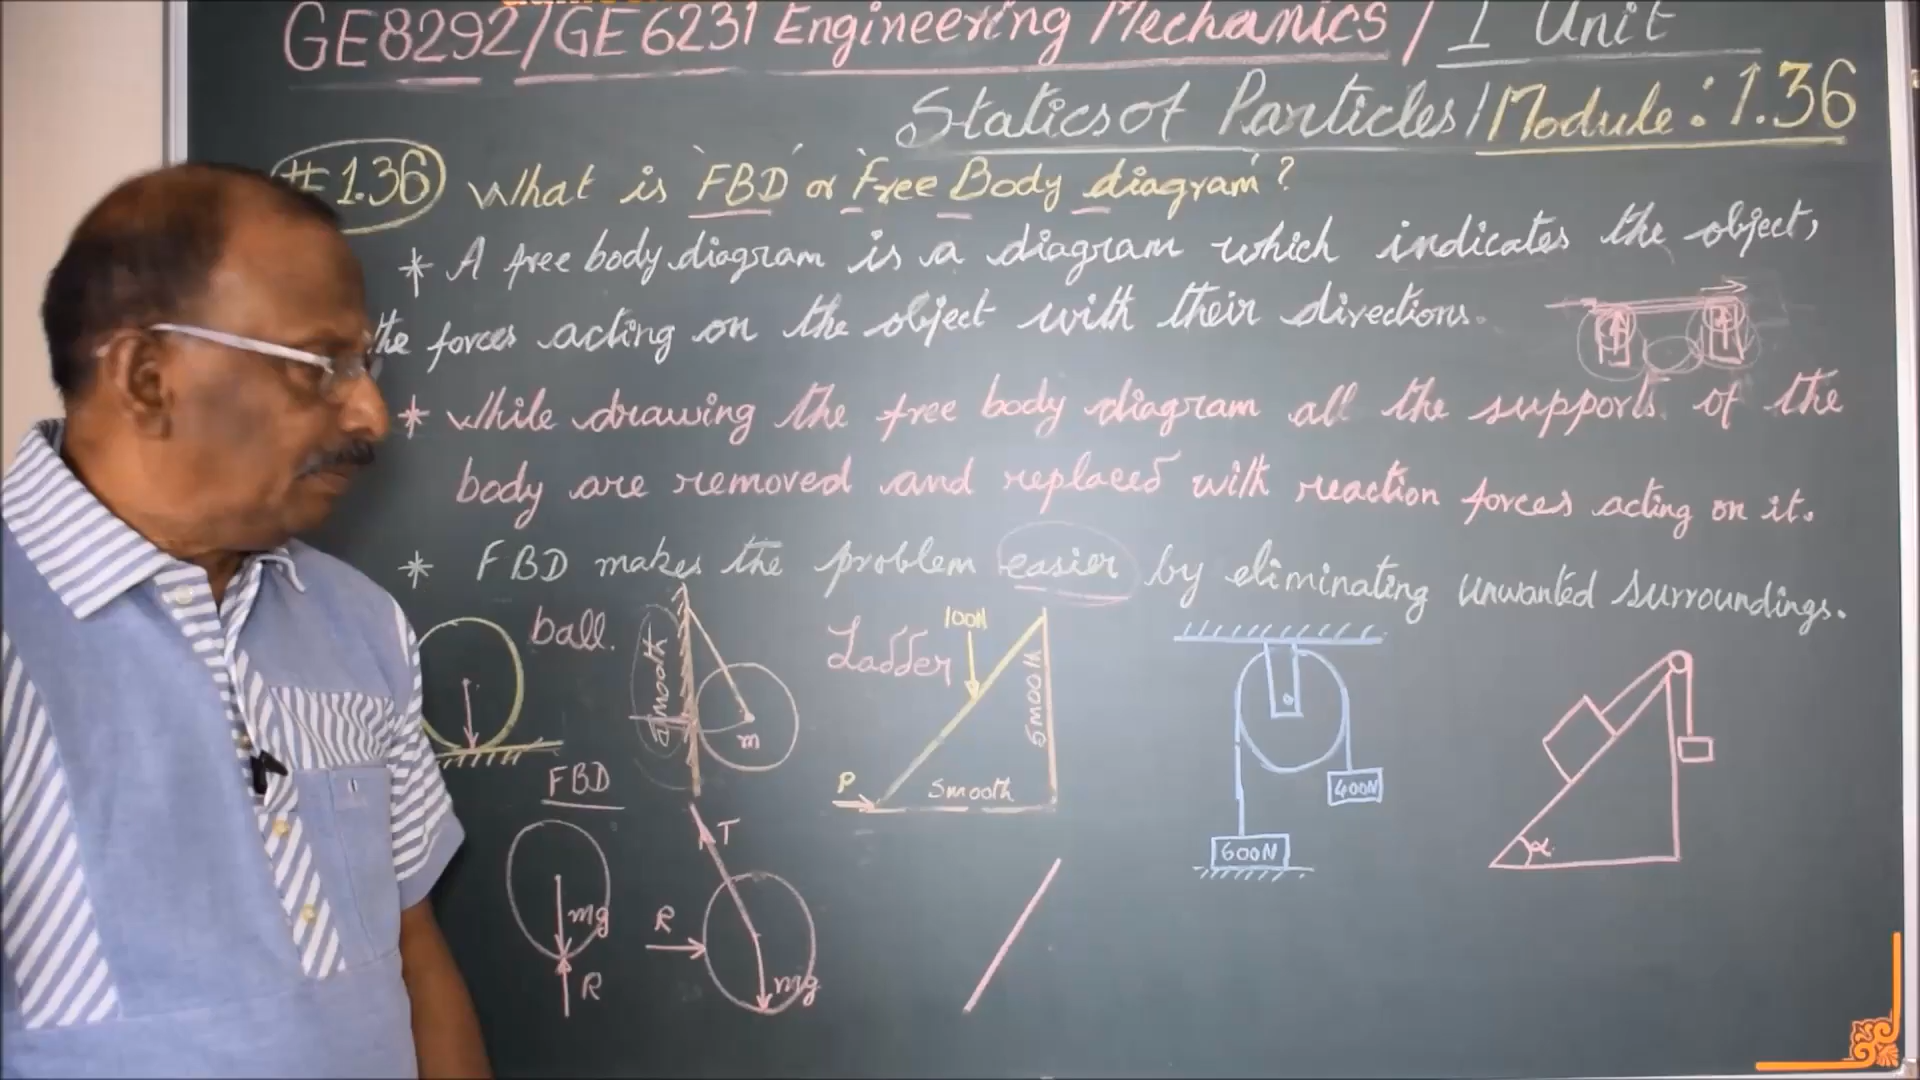 GE8292/GE6231 Engineering Mechanics / I Unit
Statics of Particles / Module: 1.36
# 1.36 What is 'FBD' or 'Free Body diagram'?
* A free body diagram is a diagram which indicates the object,
the forces acting on the object with their directions.
* While drawing the free body diagram all the supports of the
body are removed and replaced with reaction forces acting on it.
* FBD makes the problem easier by eliminating unwanted surroundings.
ball.
smooth
m
Ladder
100N
Smooth
P
Smooth
400N
600N
α
FBD
mg
R
T
R
mg